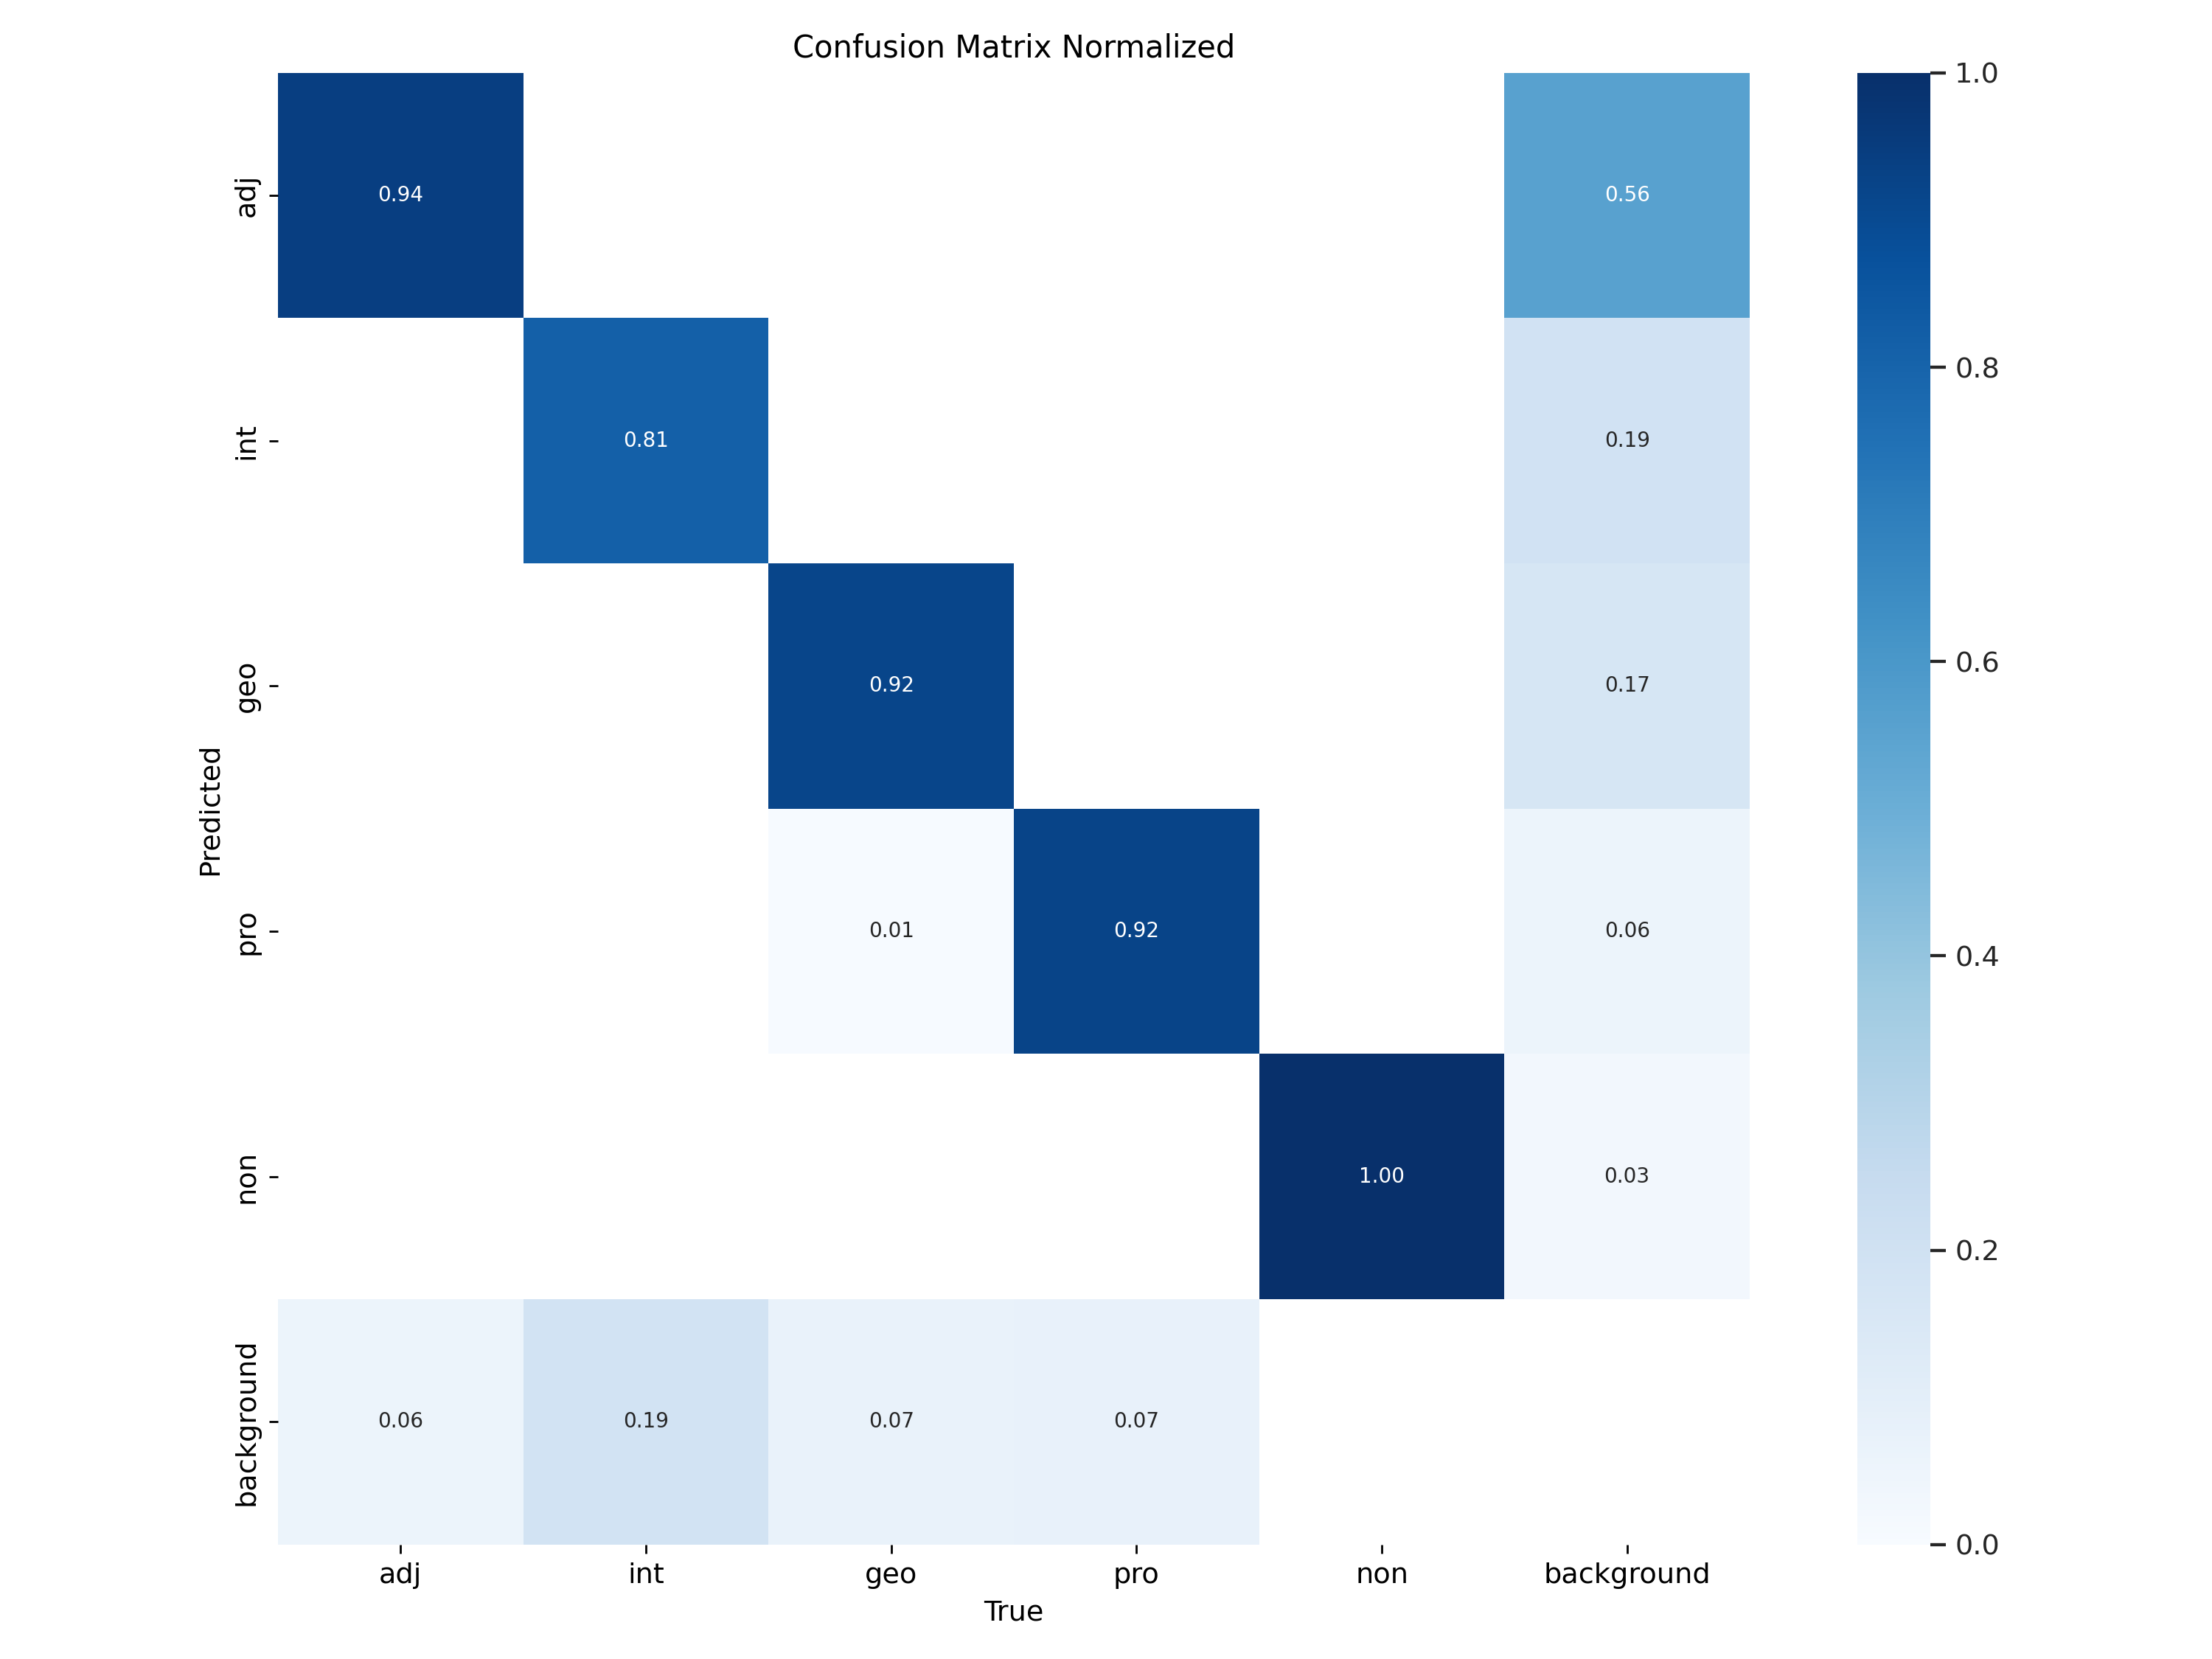 Confusion Matrix Normalized
adj
0.94
0.56
1.0
int
0.81
0.19
0.8
geo
0.92
0.17
0.6
Predicted
pro
0.01
0.92
0.06
0.4
non
1.00
0.03
0.2
background
0.06
0.19
0.07
0.07
0.0
adj
int
geo
pro
non
background
True